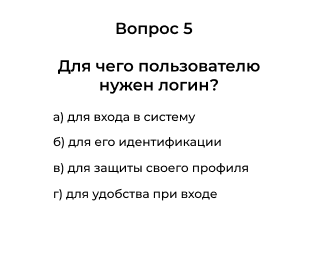 Вопрос 5
Для чего пользователю
нужен логин?
а) для входа в систему
б) для его идентификации
в) для защиты своего профиля
г) для удобства при входе